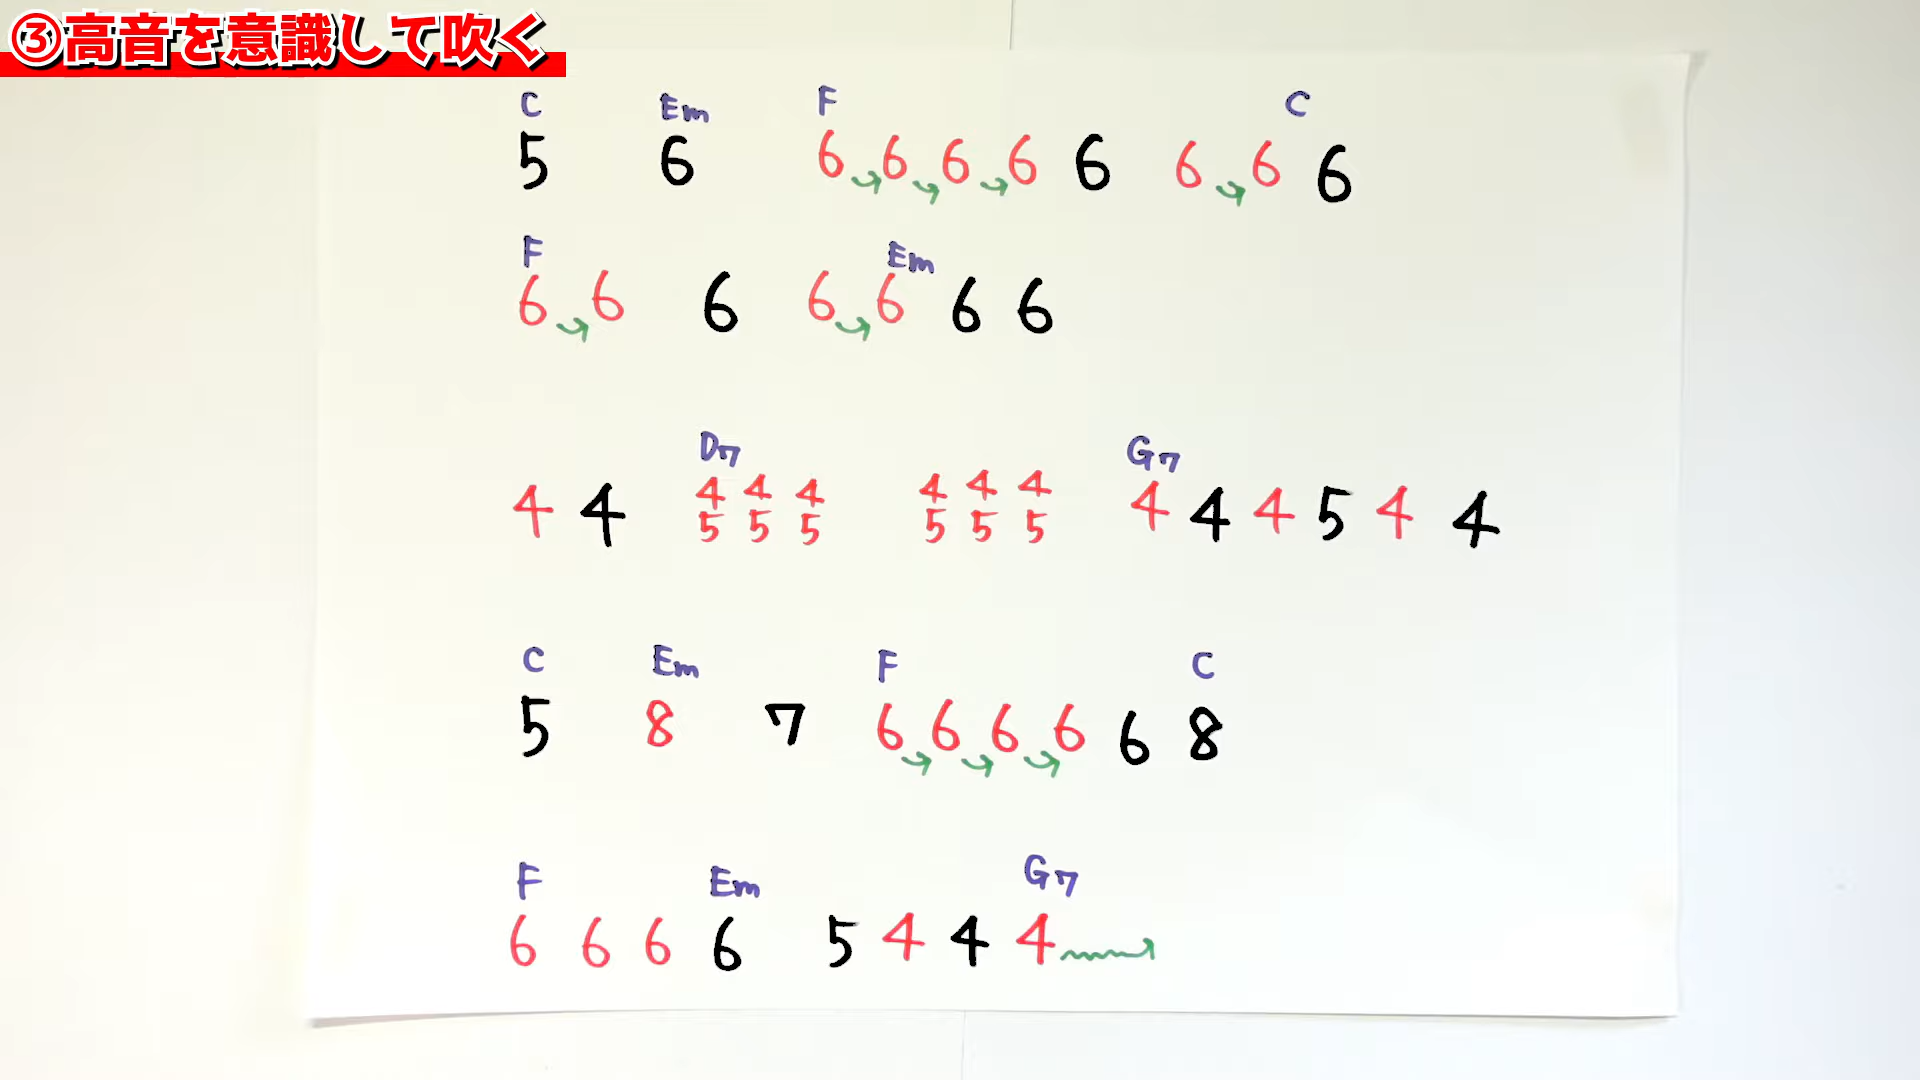 ③高音を意識して吹く
C Em F C
5 6 6 6 6 6 6 6 6 6
F Em
6 6 6 6 6 6 6
D7 G7
4 4 4 4 4 4 4 4 4 4 4 5 4 4
5 5 5 5 5 5
C Em F C
5 8 7 6 6 6 6 6 8
F Em G7
6 6 6 6 5 4 4 4